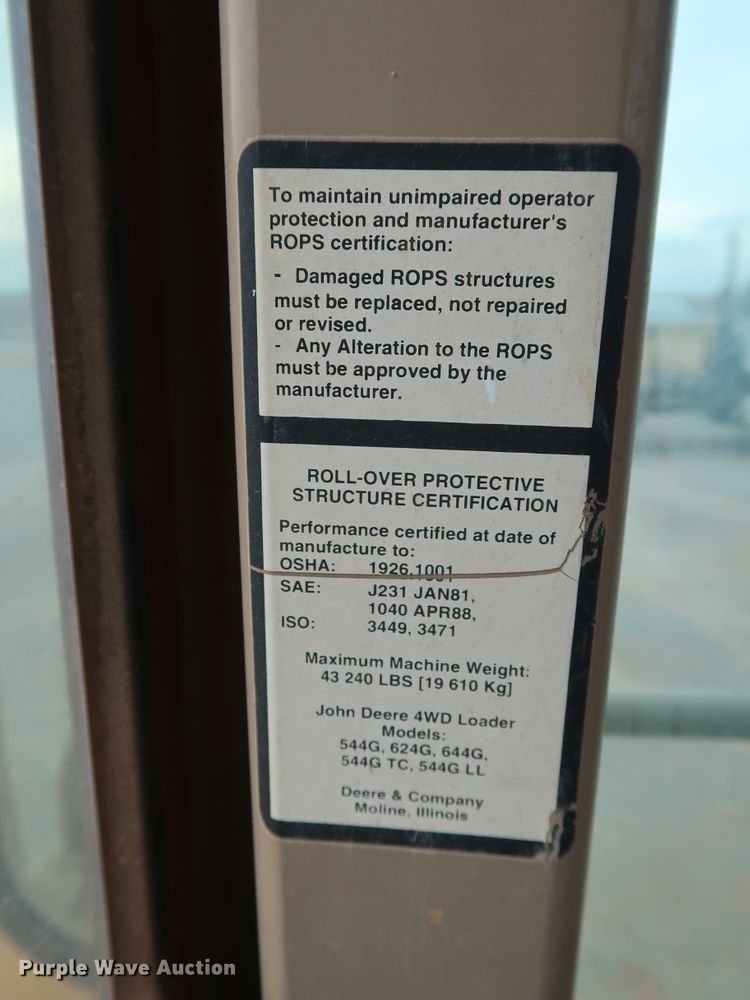 To maintain unimpaired operator
protection and manufacturer's
ROPS certification:
- Damaged ROPS structures
must be replaced, not repaired
or revised.
- Any Alteration to the ROPS
must be approved by the
manufacturer.
ROLL-OVER PROTECTIVE
STRUCTURE CERTIFICATION
Performance certified at date of
manufacture to:
OSHA: 1926.1001
SAE: J231 JAN81,
1040 APR88,
ISO: 3449, 3471
Maximum Machine Weight:
43 240 LBS [19 610 Kg]
John Deere 4WD Loader
Models:
544G, 624G, 644G,
544G TC, 544G LL
Deere & Company
Moline, Illinois
Purple Wave Auction